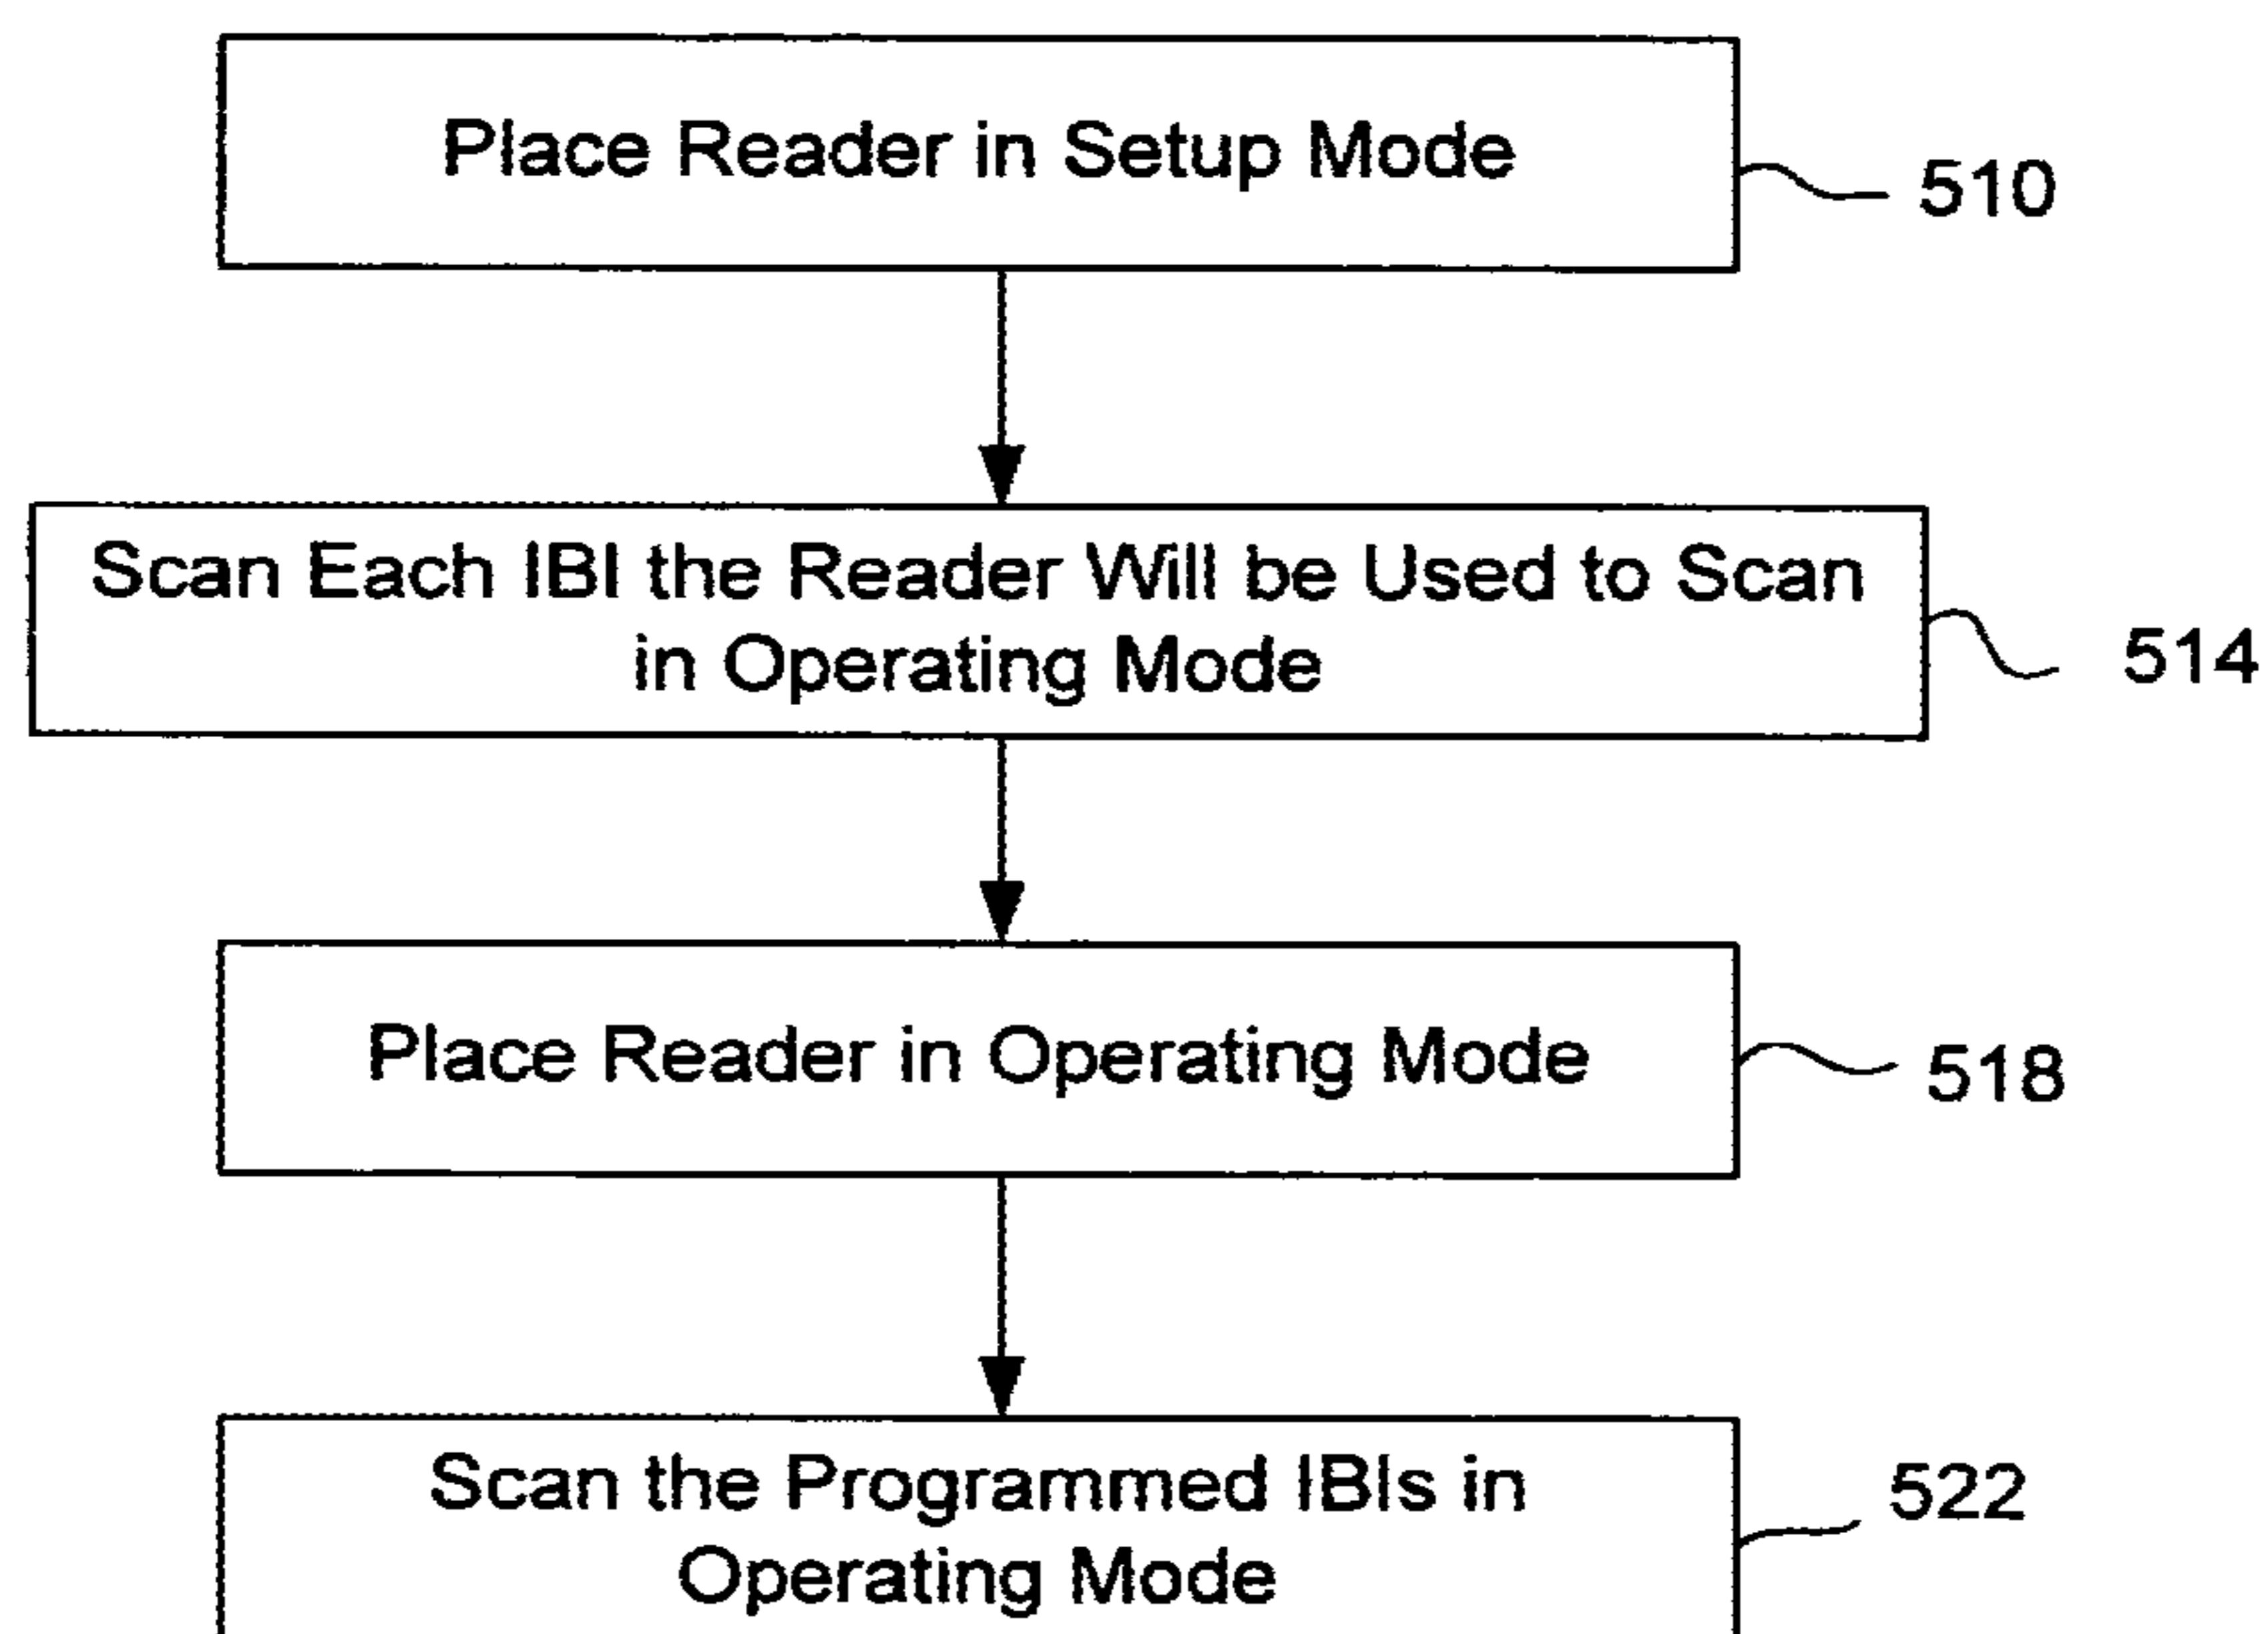 Place Reader in Setup Mode
510
Scan Each IBI the Reader Will be Used to Scan
in Operating Mode
514
Place Reader in Operating Mode
518
Scan the Programmed IBIs in
Operating Mode
522